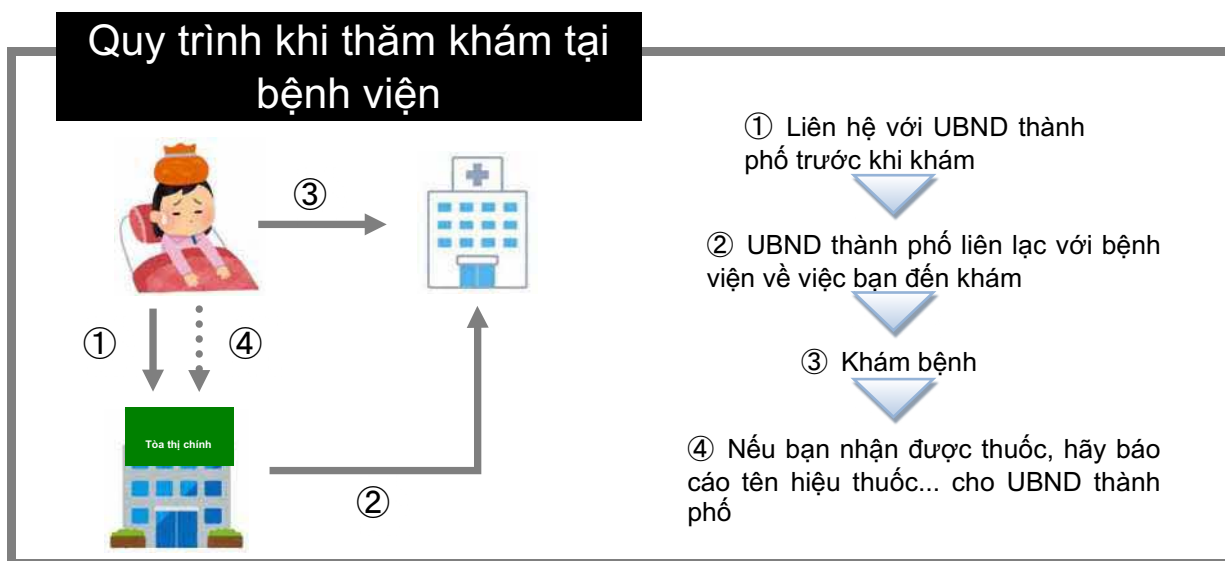 Quy trình khi thăm khám tại
bệnh viện
③
①
④
Tòa thị chính
②
① Liên hệ với UBND thành
phố trước khi khám
② UBND thành phố liên lạc với bệnh
viện về việc bạn đến khám
③ Khám bệnh
④ Nếu bạn nhận được thuốc, hãy báo
cáo tên hiệu thuốc... cho UBND thành
phố